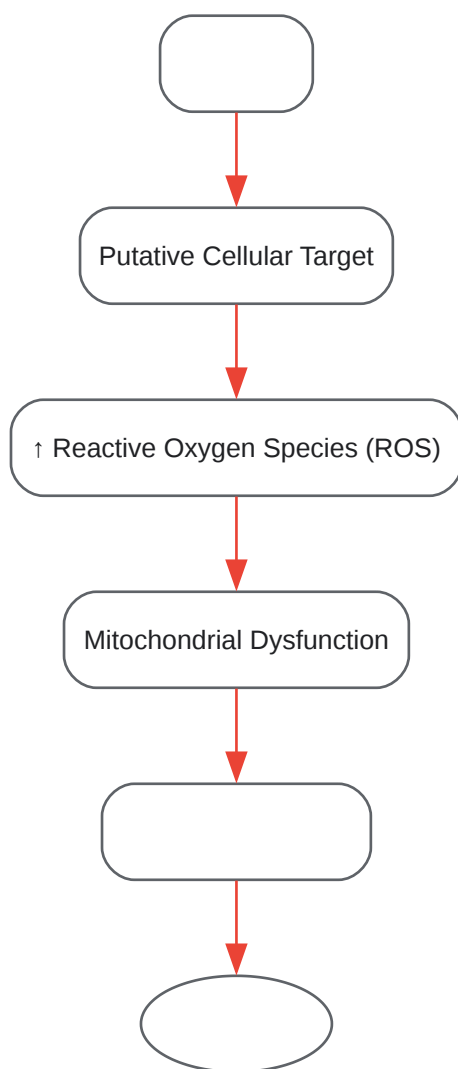 Putative Cellular Target
↑ Reactive Oxygen Species (ROS)
Mitochondrial Dysfunction